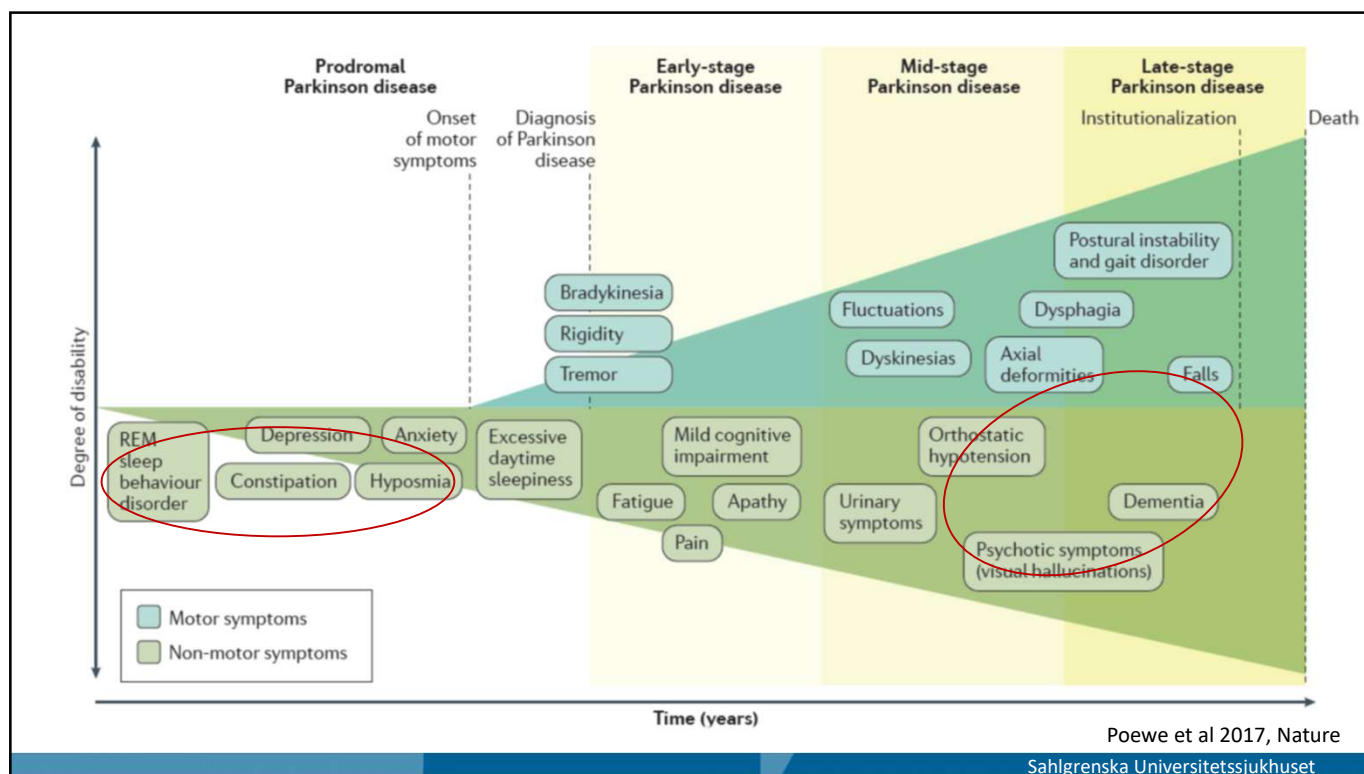 Prodromal
Parkinson disease
Early-stage
Parkinson disease
Mid-stage
Parkinson disease
Late-stage
Parkinson disease
Onset
of motor
symptoms
Diagnosis
of Parkinson
disease
Institutionalization
Death
Degree of disability
Postural instability
and gait disorder
Bradykinesia
Rigidity
Tremor
Fluctuations
Dysphagia
Dyskinesias
Axial
deformities
Falls
REM
sleep
behaviour
disorder
Depression
Anxiety
Constipation
Hyposmia
Excessive
daytime
sleepiness
Mild cognitive
impairment
Fatigue
Apathy
Pain
Orthostatic
hypotension
Urinary
symptoms
Dementia
Psychotic symptoms
(visual hallucinations)
Motor symptoms
Non-motor symptoms
Time (years)
Poewe et al 2017, Nature
Sahlgrenska Universitetssjukhuset